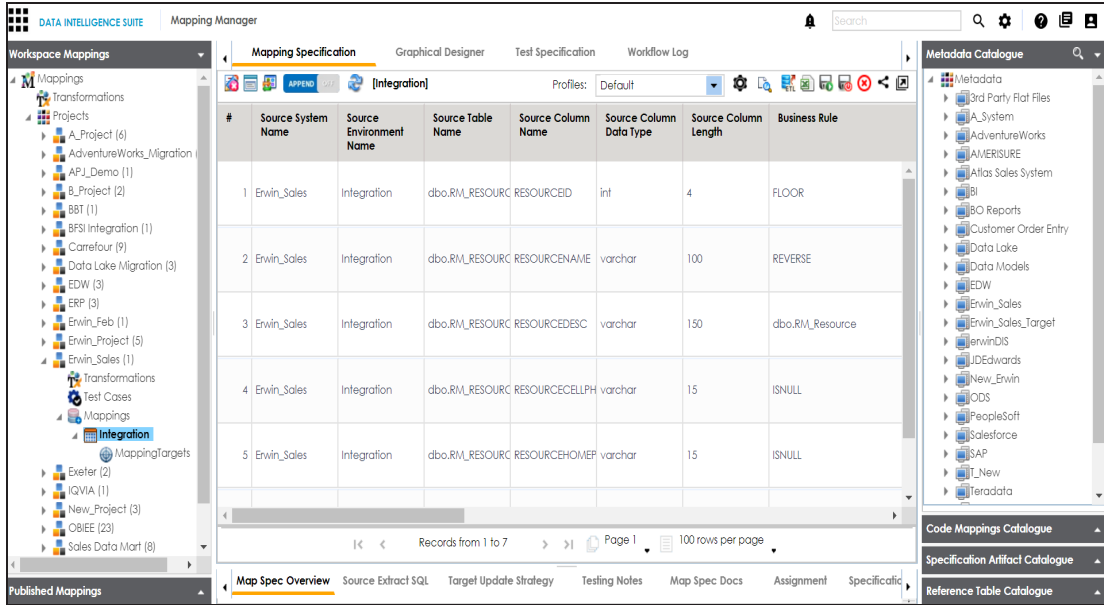 DATA INTELLIGENCE SUITE
Mapping Manager
Search
Workspace Mappings
Mappings
Transformations
Projects
A_Project (6)
AdventureWorks_Migration (
APJ_Demo (1)
B_Project (2)
BBT (1)
BFSI Integration (1)
Carrefour (9)
Data Lake Migration (3)
EDW (3)
ERP (3)
Erwin_Feb (1)
Erwin_Project (5)
Erwin_Sales (1)
Transformations
Test Cases
Mappings
Integration
MappingTargets
Exeter (2)
IQVIA (1)
New_Project (3)
OBIEE (23)
Sales Data Mart (8)
Published Mappings
Mapping Specification
Graphical Designer
Test Specification
Workflow Log
APPEND
[Integration]
Profiles:
Default
# Source System Name Source Environment Name Source Table Name Source Column Name Source Column Data Type Source Column Length Business Rule
1 Erwin_Sales Integration dbo.RM_RESOURC RESOURCEID int 4 FLOOR
2 Erwin_Sales Integration dbo.RM_RESOURC RESOURCENAME varchar 100 REVERSE
3 Erwin_Sales Integration dbo.RM_RESOURC RESOURCEDESC varchar 150 dbo.RM_Resource
4 Erwin_Sales Integration dbo.RM_RESOURC RESOURCECELLPH varchar 15 ISNULL
5 Erwin_Sales Integration dbo.RM_RESOURC RESOURCEHOMEP varchar 15 ISNULL
Records from 1 to 7
Page 1
100 rows per page
Map Spec Overview
Source Extract SQL
Target Update Strategy
Testing Notes
Map Spec Docs
Assignment
Specificatio
Metadata Catalogue
Metadata
3rd Party Flat Files
A_System
AdventureWorks
AMERISURE
Atlas Sales System
BI
BO Reports
Customer Order Entry
Data Lake
Data Models
EDW
Erwin_Sales
Erwin_Sales_Target
erwinDIS
JDEdwards
New_Erwin
ODS
PeopleSoft
Salesforce
SAP
T_New
Teradata
Code Mappings Catalogue
Specification Artifact Catalogue
Reference Table Catalogue